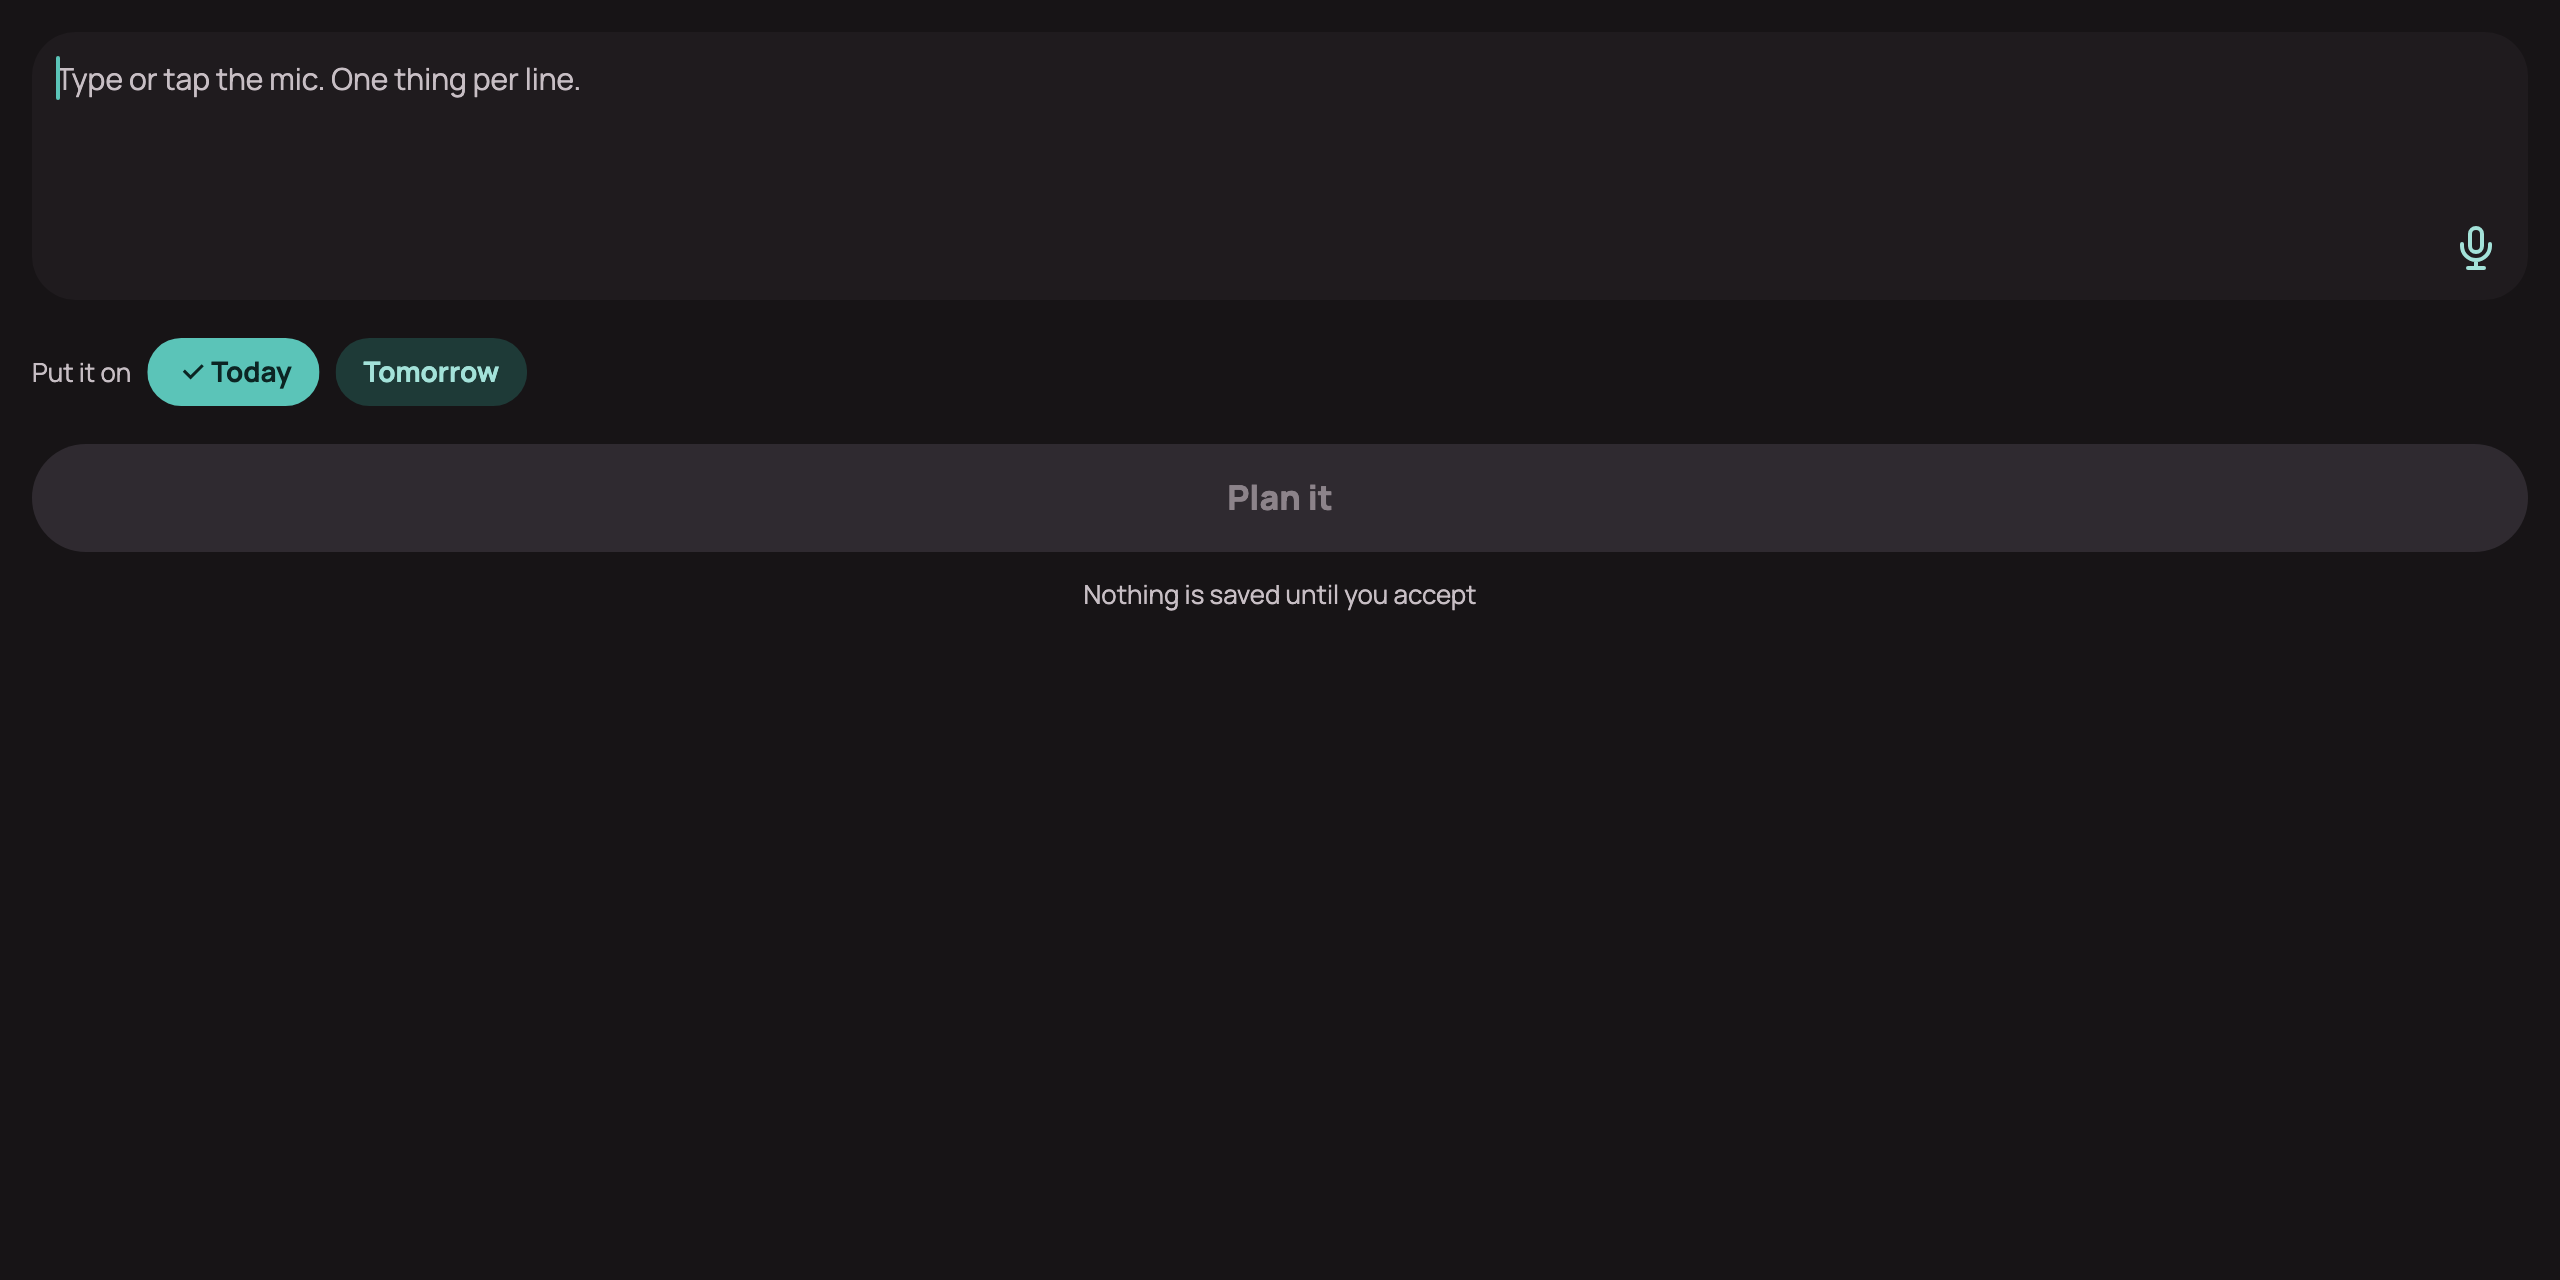 Type or tap the mic. One thing per line.
Put it on Today Tomorrow
Plan it
Nothing is saved until you accept